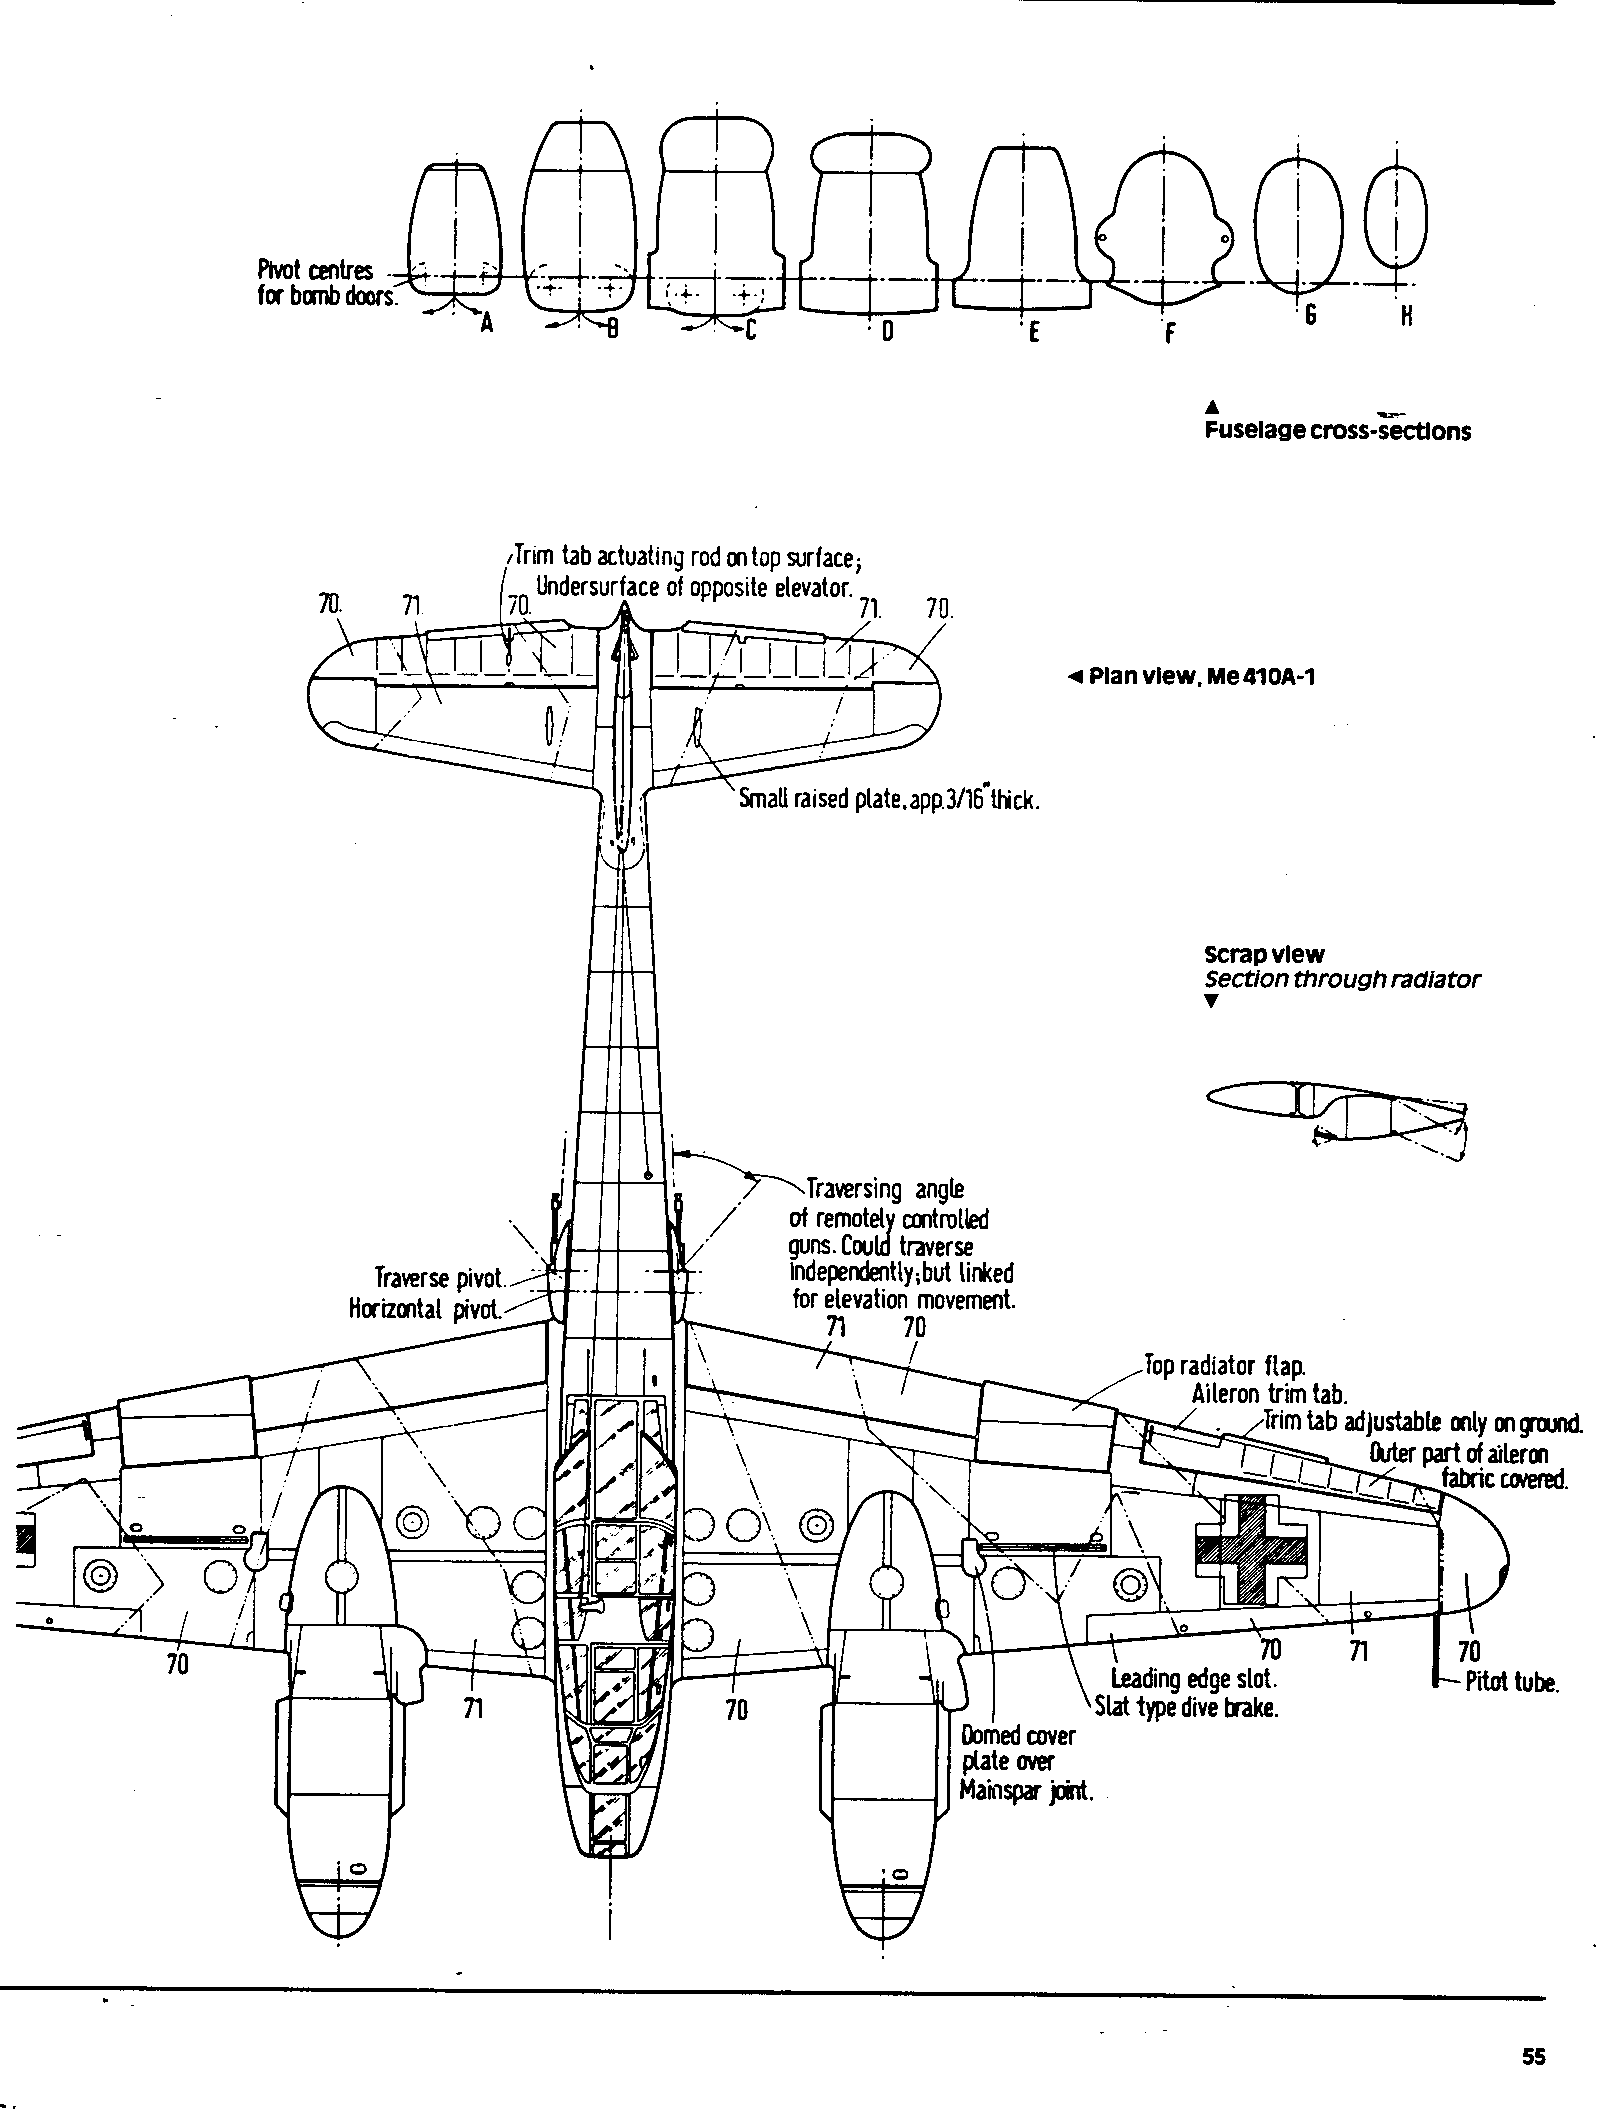 Pivot centres
for bomb doors.
A
B
C
D
E
F
G
H
Fuselage cross-sections
Trim tab actuating rod on top surface;
Undersurface of opposite elevator.
70.
71.
70.
71.
70.
Plan view, Me 410A-1
Small raised plate, app. 3/16" thick.
Scrap view
Section through radiator
Traversing angle
of remotely controlled
guns. Could traverse
independently; but linked
for elevation movement.
Traverse pivot.
Horizontal pivot.
71
70
Top radiator flap.
Aileron trim tab.
Trim tab adjustable only on ground.
Outer part of aileron
fabric covered.
70
71
70
70
71
70
Leading edge slot.
Pitot tube.
Slat type dive brake.
Domed cover
plate over
Mainspar joint.
55